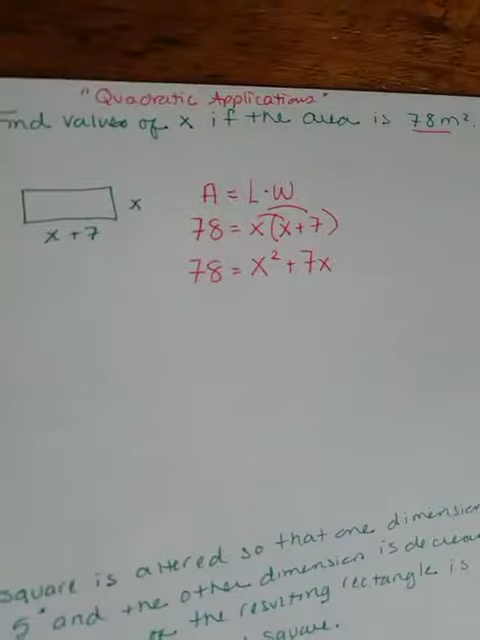 "Quadratic Applications"
Find values of x if the area is 78m².
x
x + 7
A = L · W
78 = x(x+7)
78 = x² + 7x
square is altered so that one dimension
5 and the other dimension is decrea
the resulting rectangle is
square.